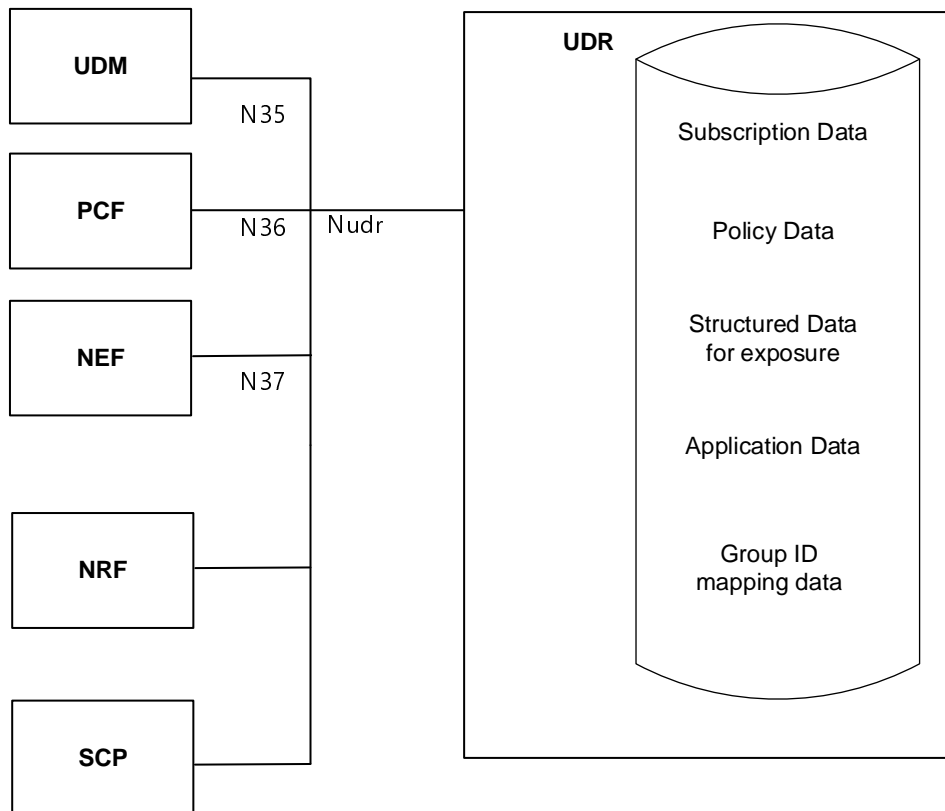 UDM
N35
PCF
N36
Nudr
NEF
N37
NRF
SCP
UDR
Subscription Data
Policy Data
Structured Data
for exposure
Application Data
Group ID
mapping data